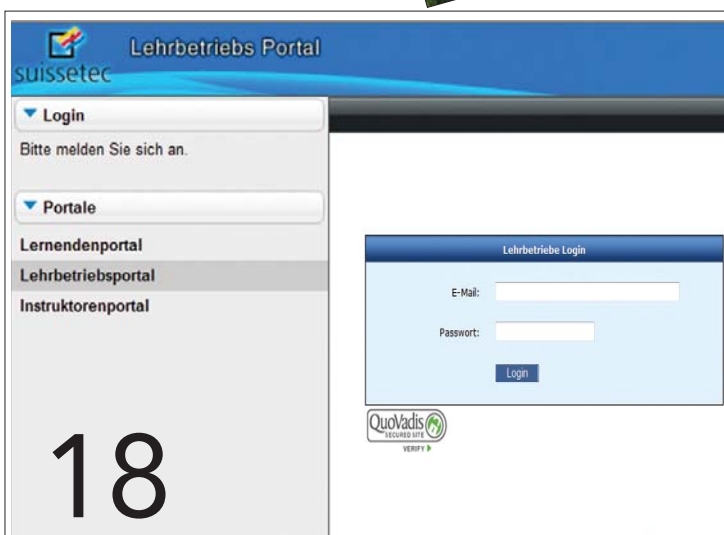 Lehrbetriebs Portal
suissetec
Login
Bitte melden Sie sich an.
Portale
Lernendenportal
Lehrbetriebsportal
Instruktorenportal
Lehrbetriebe Login
E-Mail:
Passwort:
Login
QuoVadis
SECURED SITE
VERIFY
18